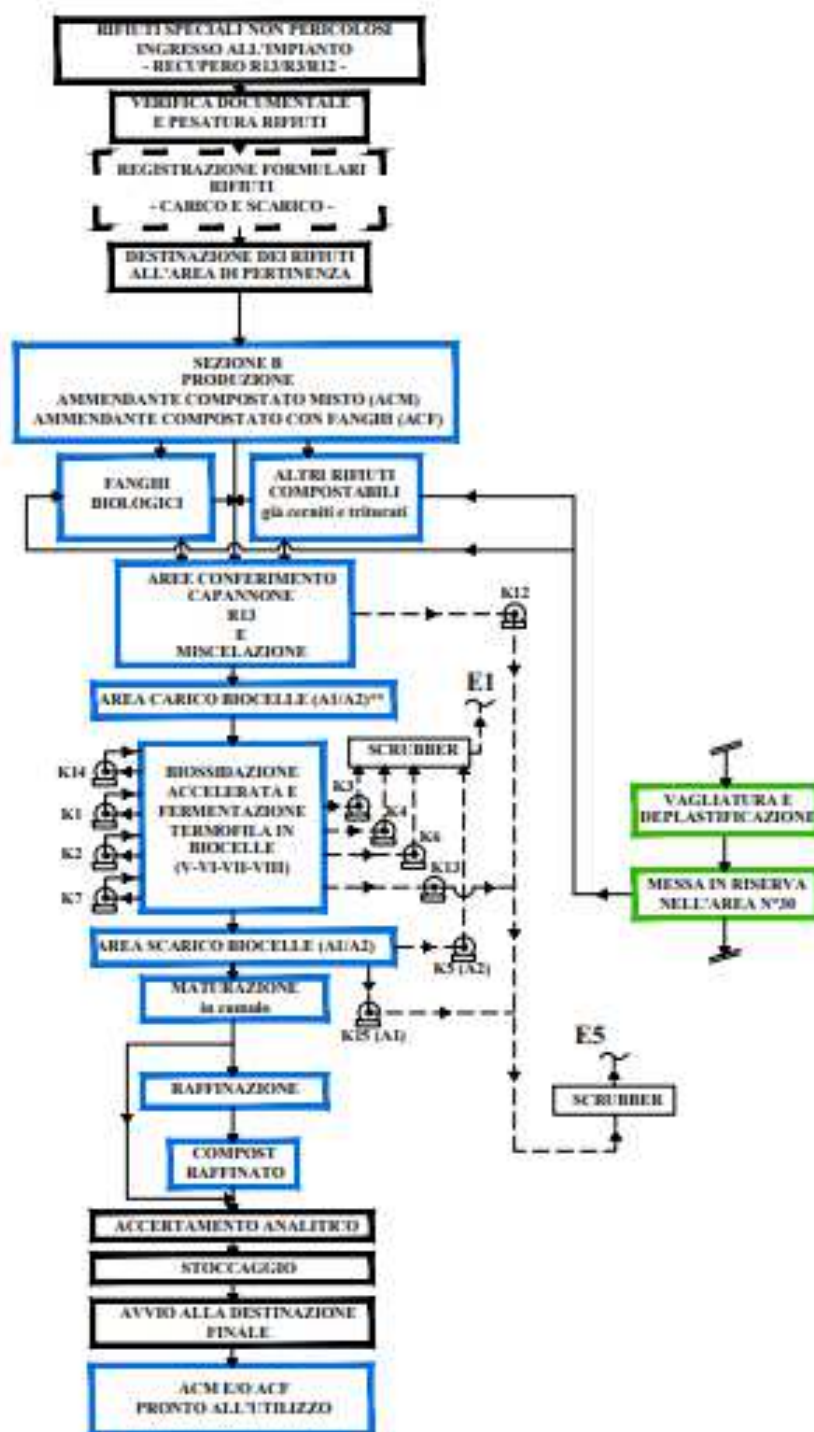 RIFIUTI SPECIALI NON PERICOLOSI
INGRESSO ALL'IMPIANTO
- RECUPERO R13/R3/R12 -
VERIFICA DOCUMENTALE
E PESATURA RIFIUTI
REGISTRAZIONE FORMULARI
RIFIUTI
- CARICO E SCARICO -
DESTINAZIONE DEI RIFIUTI
ALL'AREA DI PERTINENZA
SEZIONE B
PRODUZIONE
AMMENDANTE COMPOSTATO MISTO (ACM)
AMMENDANTE COMPOSTATO CON FANGHI (ACF)
FANGHI
BIOLOGICI
ALTRI RIFIUTI
COMPOSTABILI
già cerniti e triturati
AREE CONFERIMENTO
CAPANNONE
R13
E
MISCELAZIONE
K12
AREA CARICO BIOCELLE (A1/A2)**
E1
SCRUBBER
BIOSSIDAZIONE
ACCELERATA E
FERMENTAZIONE
TERMOFILA IN
BIOCELLE
(V-VI-VII-VIII)
K14
K1
K2
K7
K3
K4
K6
K13
VAGLIATURA E
DEPLASTIFICAZIONE
MESSA IN RISERVA
NELL'AREA N°30
AREA SCARICO BIOCELLE (A1/A2)
K5 (A2)
MATURAZIONE
in cumulo
K15 (A1)
E5
SCRUBBER
RAFFINAZIONE
COMPOST
RAFFINATO
ACCERTAMENTO ANALITICO
STOCCAGGIO
AVVIO ALLA DESTINAZIONE
FINALE
ACM E/O ACF
PRONTO ALL'UTILIZZO